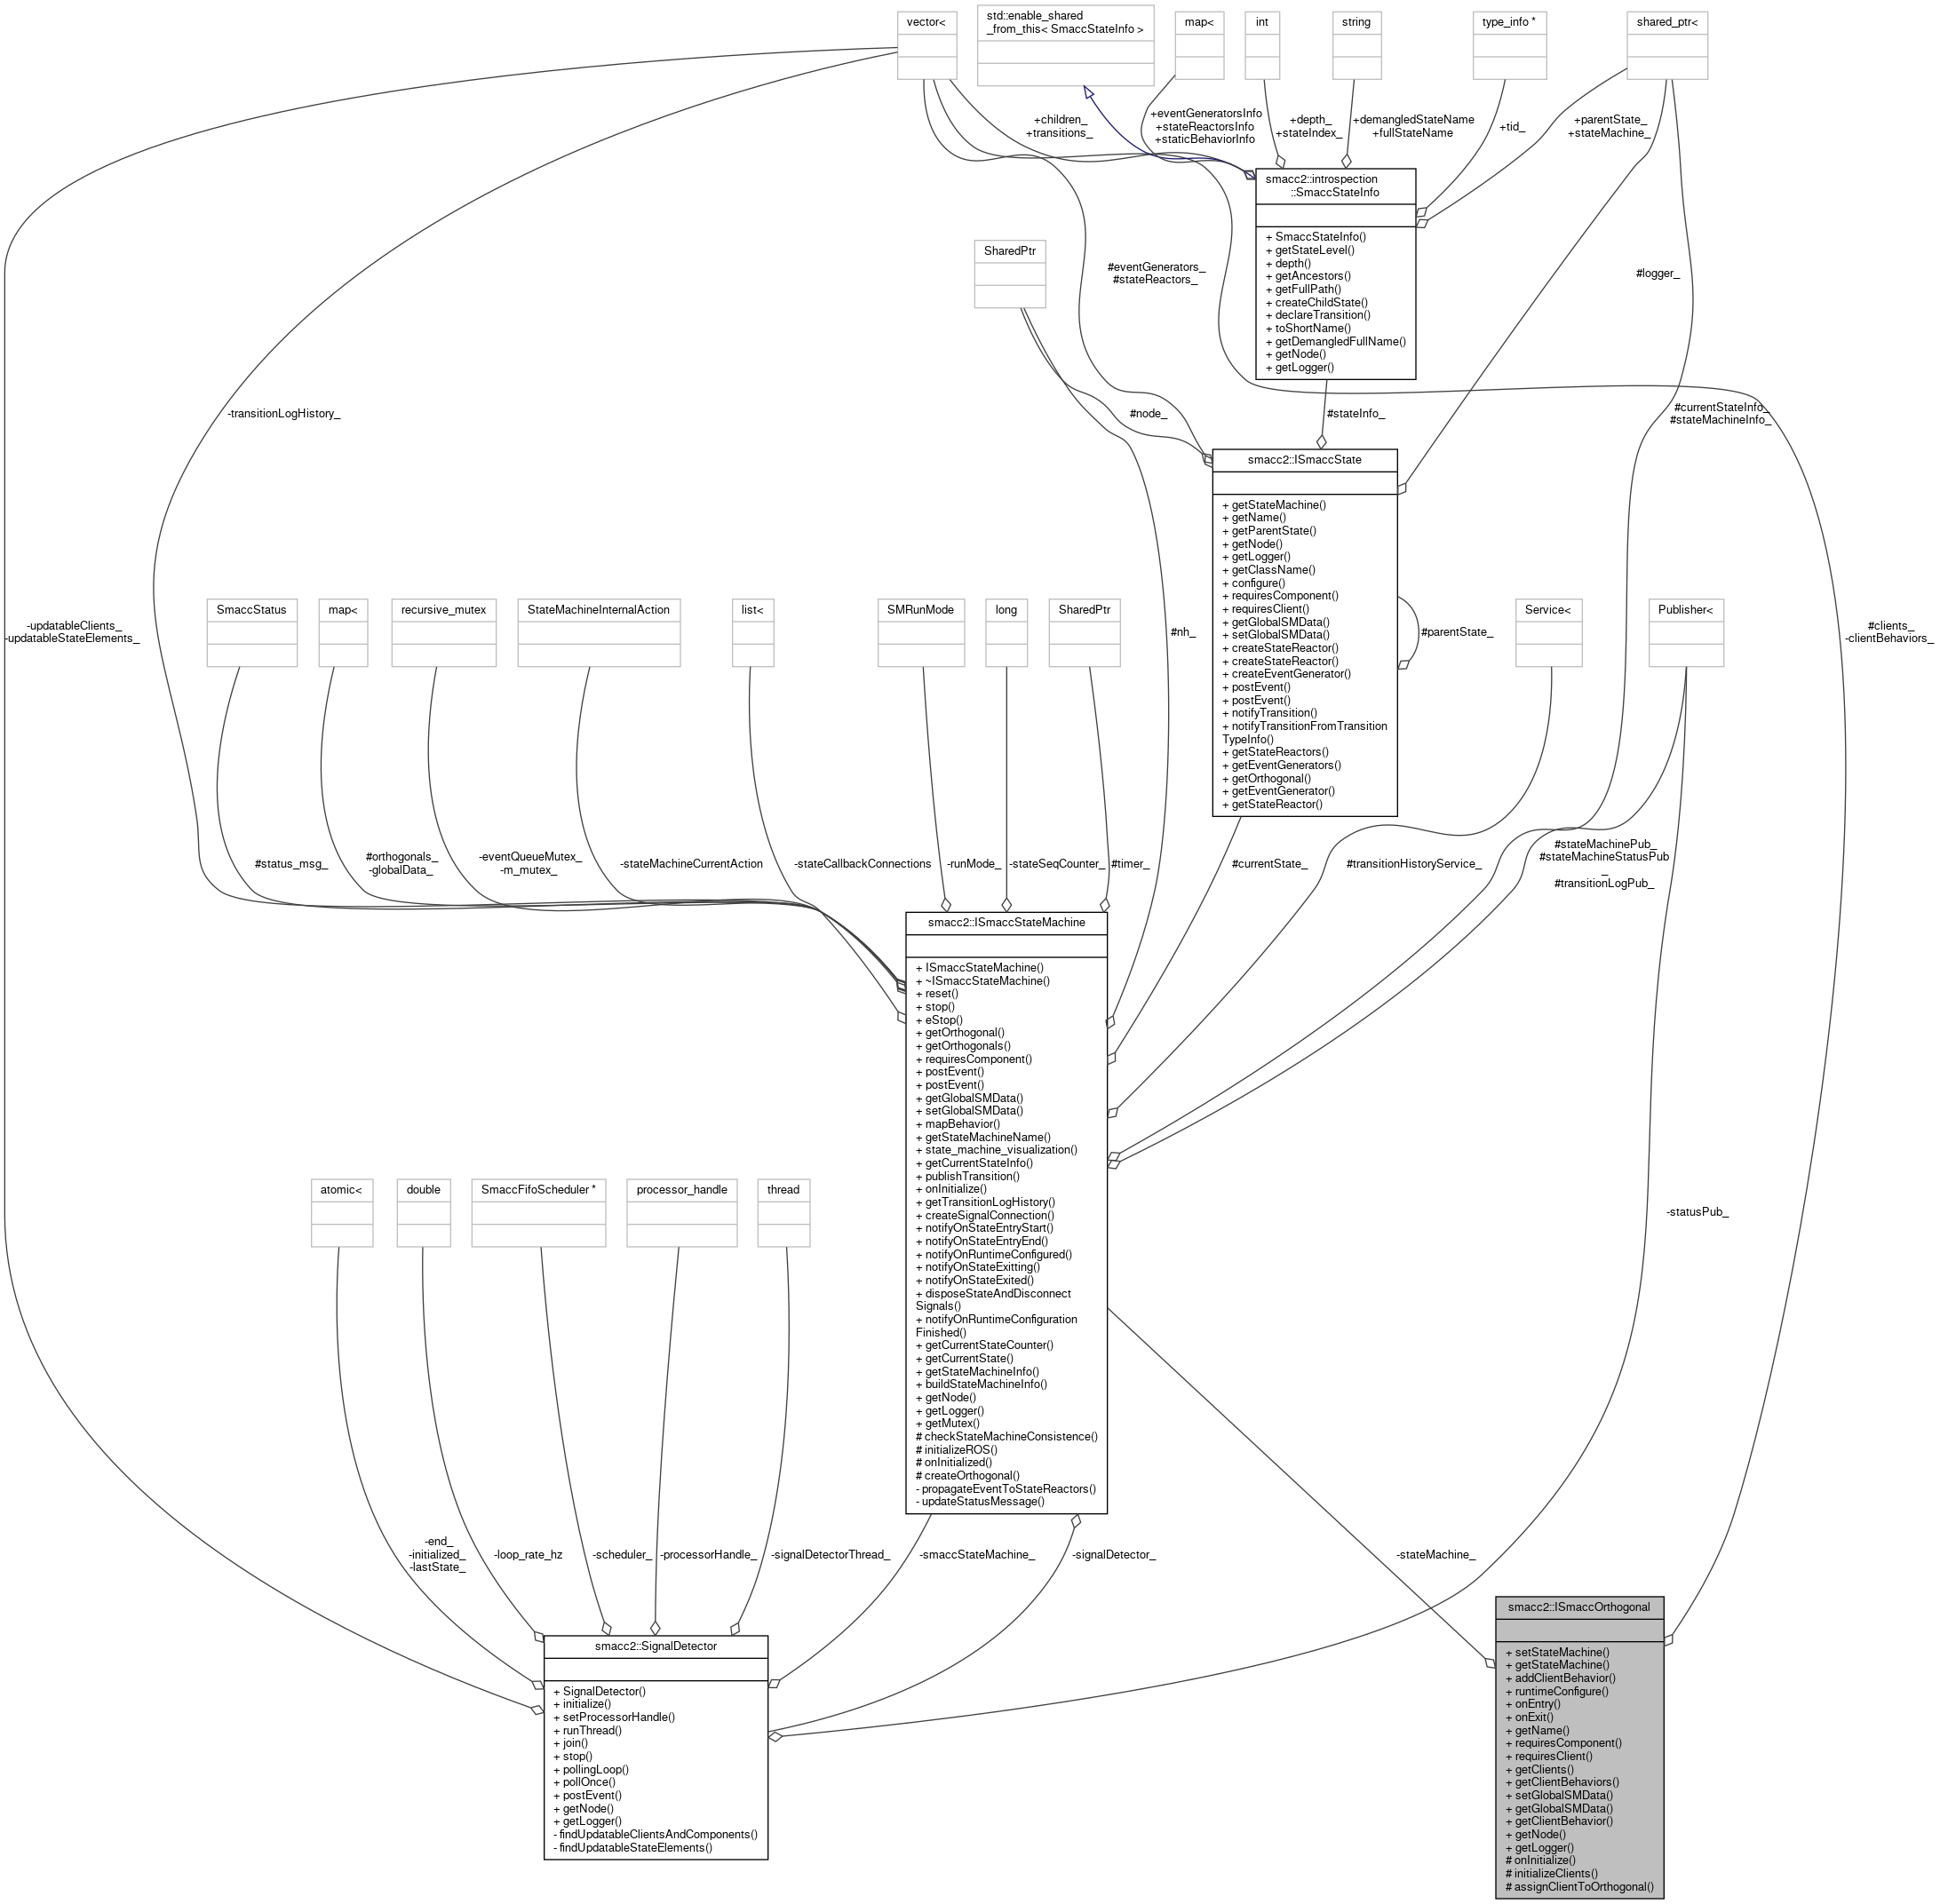 vector<
std::enable_shared
_from_this< SmaccStateInfo >
map<
int
string
type_info *
shared_ptr<
+children_
+transitions_
+eventGeneratorsInfo
+stateReactorsInfo
+staticBehaviorInfo
+depth_
+stateIndex_
+demangledStateName
+fullStateName
+tid_
+parentState_
+stateMachine_
smacc2::introspection
::SmaccStateInfo
+ SmaccStateInfo()
+ getStateLevel()
+ depth()
+ getAncestors()
+ getFullPath()
+ createChildState()
+ declareTransition()
+ toShortName()
+ getDemangledFullName()
+ getNode()
+ getLogger()
SharedPtr
#eventGenerators_
#stateReactors_
#logger_
-transitionLogHistory_
#node_
#stateInfo_
#currentStateInfo_
#stateMachineInfo_
smacc2::ISmaccState
+ getStateMachine()
+ getName()
+ getParentState()
+ getNode()
+ getLogger()
+ getClassName()
+ configure()
+ requiresComponent()
+ requiresClient()
+ getGlobalSMData()
+ setGlobalSMData()
+ createStateReactor()
+ createStateReactor()
+ createEventGenerator()
+ postEvent()
+ postEvent()
+ notifyTransition()
+ notifyTransitionFromTransition
TypeInfo()
+ getStateReactors()
+ getEventGenerators()
+ getOrthogonal()
+ getEventGenerator()
+ getStateReactor()
-updatableClients_
-updatableStateElements_
SmaccStatus
map<
recursive_mutex
StateMachineInternalAction
list<
SMRunMode
long
SharedPtr
#nh_
#parentState_
Service<
Publisher<
#clients_
-clientBehaviors_
#status_msg_
#orthogonals_
-globalData_
-eventQueueMutex_
-m_mutex_
-stateMachineCurrentAction
-stateCallbackConnections
-runMode_
-stateSeqCounter_
#timer_
#currentState_
#transitionHistoryService_
#stateMachinePub_
#stateMachineStatusPub
_
#transitionLogPub_
smacc2::ISmaccStateMachine
+ ISmaccStateMachine()
+ ~ISmaccStateMachine()
+ reset()
+ stop()
+ eStop()
+ getOrthogonal()
+ getOrthogonals()
+ requiresComponent()
+ postEvent()
+ postEvent()
+ getGlobalSMData()
+ setGlobalSMData()
+ mapBehavior()
+ getStateMachineName()
+ state_machine_visualization()
+ getCurrentStateInfo()
+ publishTransition()
+ onInitialize()
+ getTransitionLogHistory()
+ createSignalConnection()
+ notifyOnStateEntryStart()
+ notifyOnStateEntryEnd()
+ notifyOnRuntimeConfigured()
+ notifyOnStateExitting()
+ notifyOnStateExited()
+ disposeStateAndDisconnect
Signals()
+ notifyOnRuntimeConfiguration
Finished()
+ getCurrentStateCounter()
+ getCurrentState()
+ getStateMachineInfo()
+ buildStateMachineInfo()
+ getNode()
+ getLogger()
+ getMutex()
# checkStateMachineConsistence()
# initializeROS()
# onInitialized()
# createOrthogonal()
- propagateEventToStateReactors()
- updateStatusMessage()
atomic<
double
SmaccFifoScheduler *
processor_handle
thread
-statusPub_
-end_
-initialized_
-lastState_
-loop_rate_hz
-scheduler_
-processorHandle_
-signalDetectorThread_
-smaccStateMachine_
-signalDetector_
-stateMachine_
smacc2::SignalDetector
+ SignalDetector()
+ initialize()
+ setProcessorHandle()
+ runThread()
+ join()
+ stop()
+ pollingLoop()
+ pollOnce()
+ postEvent()
+ getNode()
+ getLogger()
- findUpdatableClientsAndComponents()
- findUpdatableStateElements()
smacc2::ISmaccOrthogonal
+ setStateMachine()
+ getStateMachine()
+ addClientBehavior()
+ runtimeConfigure()
+ onEntry()
+ onExit()
+ getName()
+ requiresComponent()
+ requiresClient()
+ getClients()
+ getClientBehaviors()
+ setGlobalSMData()
+ getGlobalSMData()
+ getClientBehavior()
+ getNode()
+ getLogger()
# onInitialize()
# initializeClients()
# assignClientToOrthogonal()